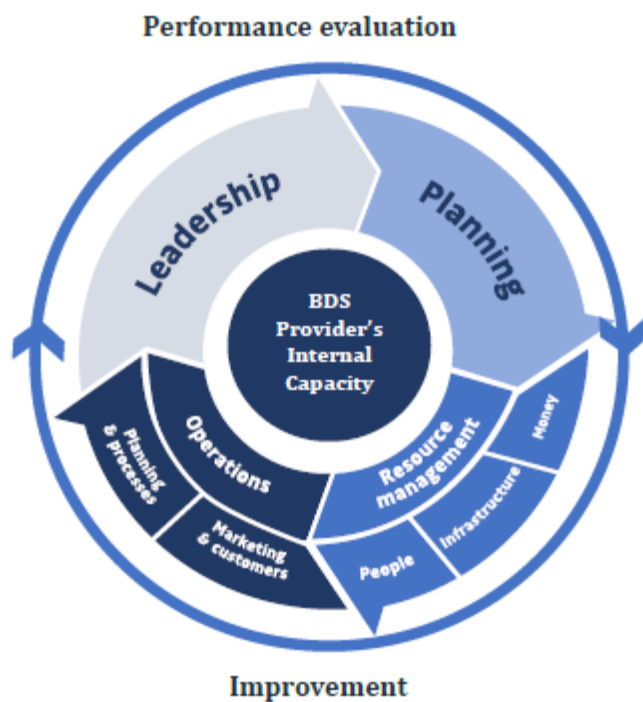 Performance evaluation
Leadership
Planning
BDS
Provider's
Internal
Capacity
Operations
Resource
management
Planning
& processes
Marketing
& customers
People
Infrastructure
Money
Improvement